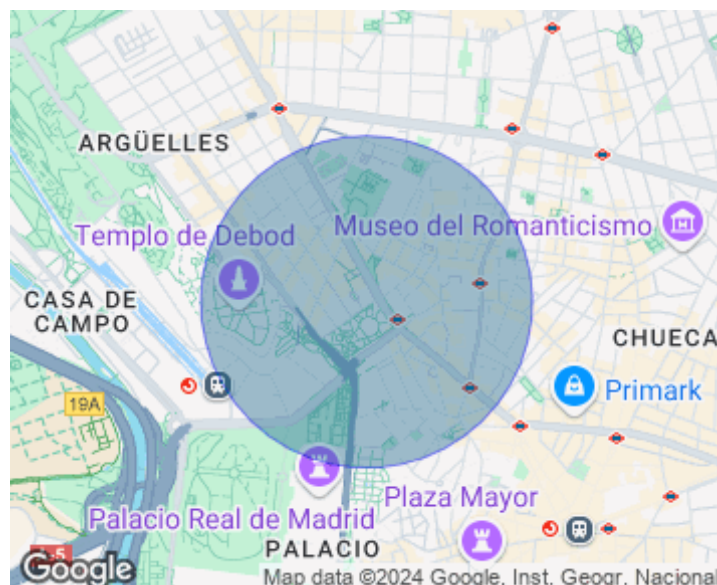 ARGÜELLES
Museo del Romanticismo
Templo de Debod
CASA DE
CAMPO
CHUECA
19A
Primark
Plaza Mayor
Palacio Real de Madrid
-5
PALACIO
Google
Map data ©2024 Google, Inst. Geogr. Nacional